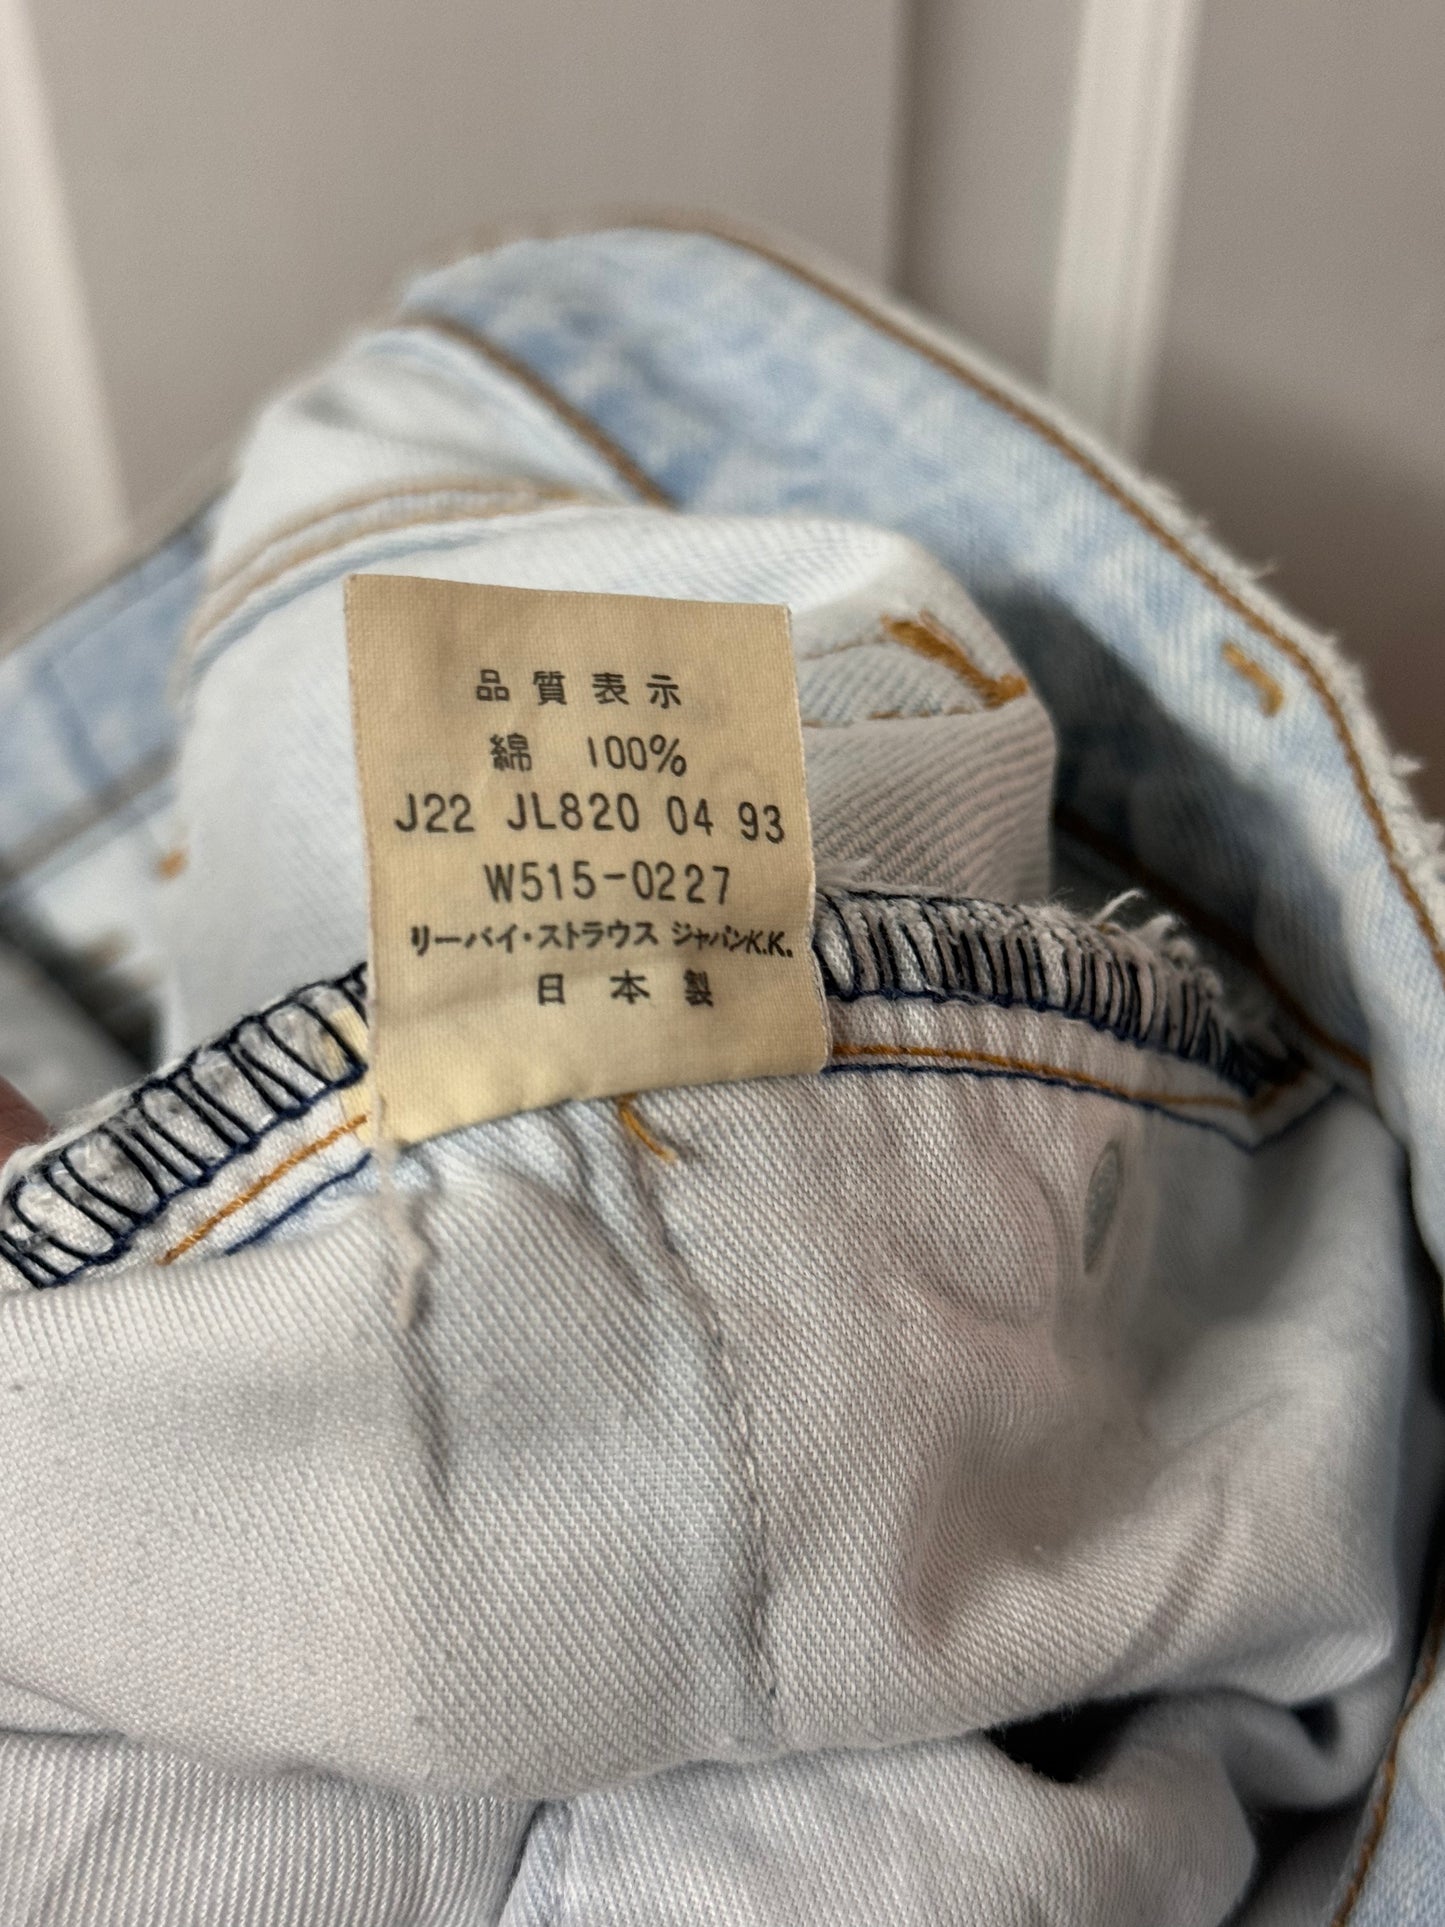 品質表示
綿 100%
J22 JL820 04 93
W515-0227
リーバイ・ストラウス ジャパンK.K.
日本製